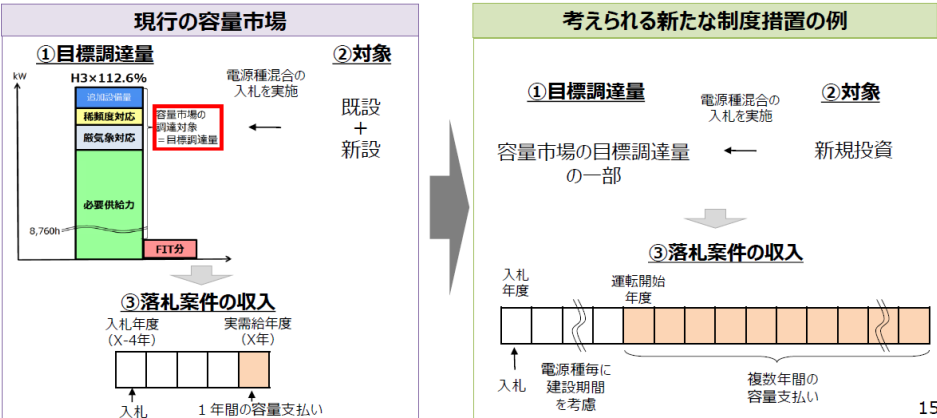 現行の容量市場
①目標調達量
②対象
kW
H3×112.6%
追加設備量
稀頻度対応
厳気象対応
必要供給力
8,760h
FIT分
容量市場の
調達対象
＝目標調達量
電源種混合の
入札を実施
既設
+
新設
③落札案件の収入
入札年度
（X-4年）
実需給年度
（X年）
入札
1年間の容量支払い
考えられる新たな制度措置の例
①目標調達量
電源種混合の
入札を実施
②対象
容量市場の目標調達量
の一部
新規投資
③落札案件の収入
入札
年度
運転開始
年度
入札
電源種毎に
建設期間
を考慮
複数年間の
容量支払い
15